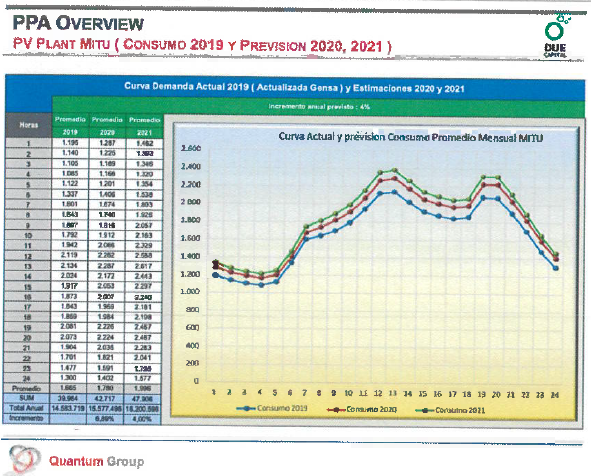 PPA OVERVIEW
PV PLANT MITU ( CONSUMO 2019 Y PREVISION 2020, 2021 )
DUE
CAPITAL
Curva Demanda Actual 2019 ( Actualizada Gensa ) y Estimaciones 2020 y 2021
Incremento anual previsto : 4%
Horas Promedio 2019 Promedio 2020 Promedio 2021
1 1.195 1.287 1.462
2 1.140 1.225
3 1.105 1.189 1.346
4 1.085 1.166 1.320
5 1.122 1.201 1.354
6 1.337 1.406 1.538
7 1.601 1.674 1.803
8 1.643 1.740 1.926
9 1.697 1.816 2.057
10 1.792 1.912 2.163
11 1.942 2.066 2.329
12 2.119 2.262 2.588
13 2.134 2.287 2.617
14 2.024 2.172 2.443
15 1.917 2.053 2.297
16 1.873 2.007 2.240
17 1.843 1.969 2.191
18 1.859 1.984 2.198
19 2.081 2.226 2.467
20 2.073 2.224 2.487
21 1.904 2.035 2.283
22 1.701 1.821 2.041
23 1.477 1.591
24 1.300 1.402 1.577
Promedio 1.665 1.780 1.996
SUM 39.964 42.717 47.906
Total Anual 14.583.719 15.577.496 18.200.598
Incremento 6,89% 4,00%
Curva Actual y prévision Consumo Promedio Mensual MITU
2.600
2.400
2.200
2.000
1.800
1.600
1.400
1.200
1.000
800
600
400
200
0
1 2 3 4 5 6 7 8 9 10 11 12 13 14 15 16 17 18 19 20 21 22 23 24
Consumo 2019 Consumo 2020 Consumo 2021
Quantum Group